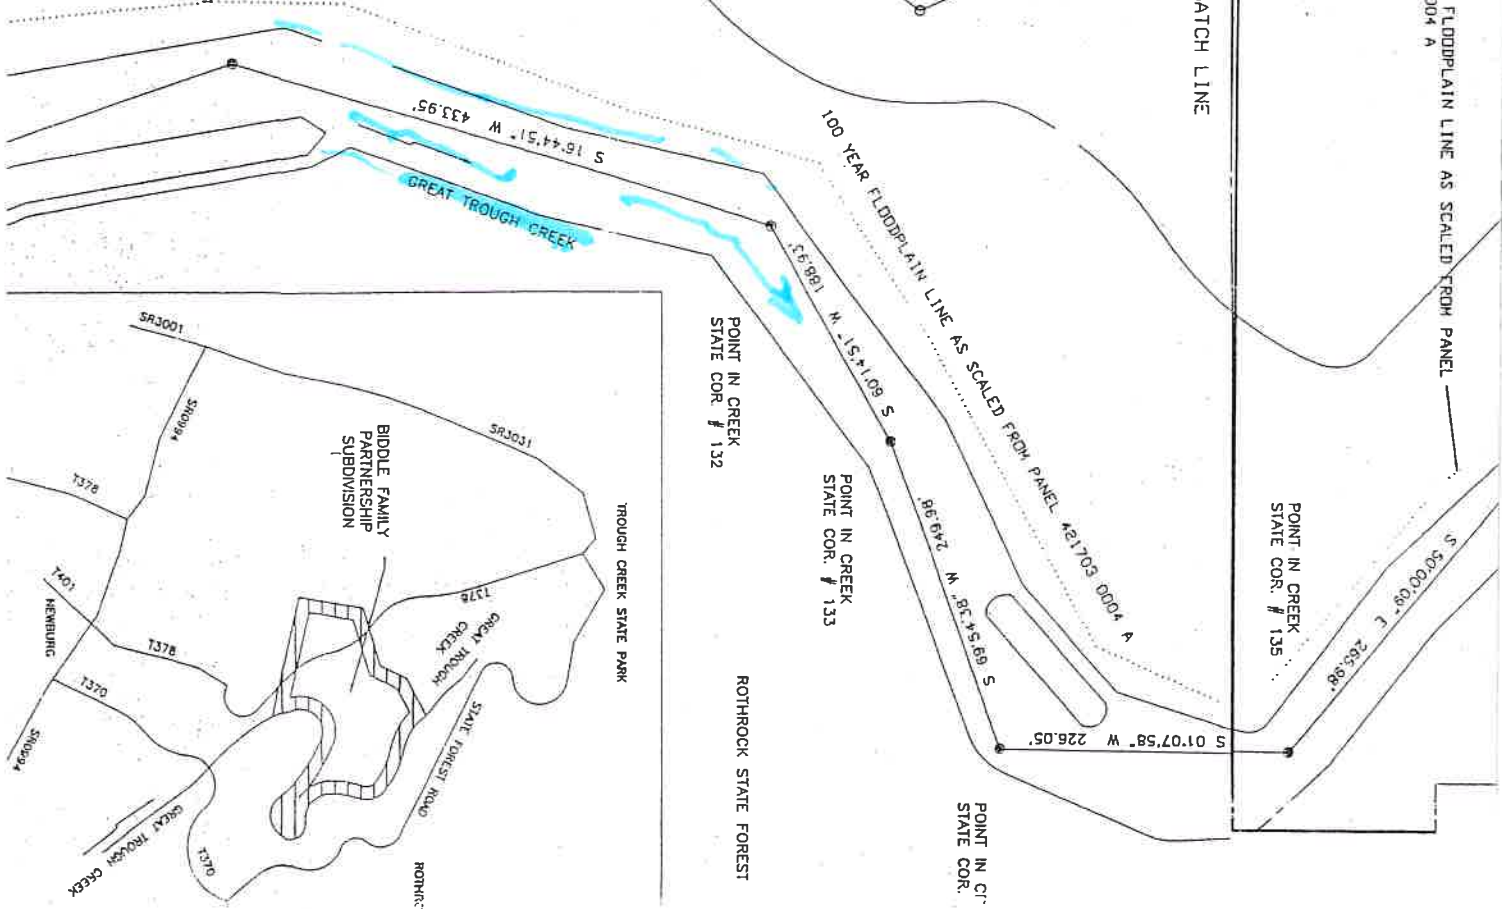 FLOODPLAIN LINE AS SCALED FROM PANEL
004 A
ATCH LINE
100 YEAR FLOODPLAIN LINE AS SCALED FROM PANEL 421703 0004 A
S 16°44'51" W 433.95'
GREAT TROUGH CREEK
S 60°14'51" W 188.93'
S 69°54'38" W 249.98'
S 01°07'58" W 226.05'
S 50°00'09" E 265.98'
POINT IN CREEK
STATE COR. # 132
POINT IN CREEK
STATE COR. # 133
POINT IN CREEK
STATE COR. # 135
POINT IN
STATE COR.
ROTHROCK STATE FOREST
TROUGH CREEK STATE PARK
BIDDLE FAMILY
PARTNERSHIP
SUBDIVISION
SR3001
SR0994
SR3031
T378
T401
NEWBURG
T378
T370
SR0994
T378
GREAT TROUGH
CREEK
STATE FOREST ROAD
GREAT TROUGH CREEK
T370